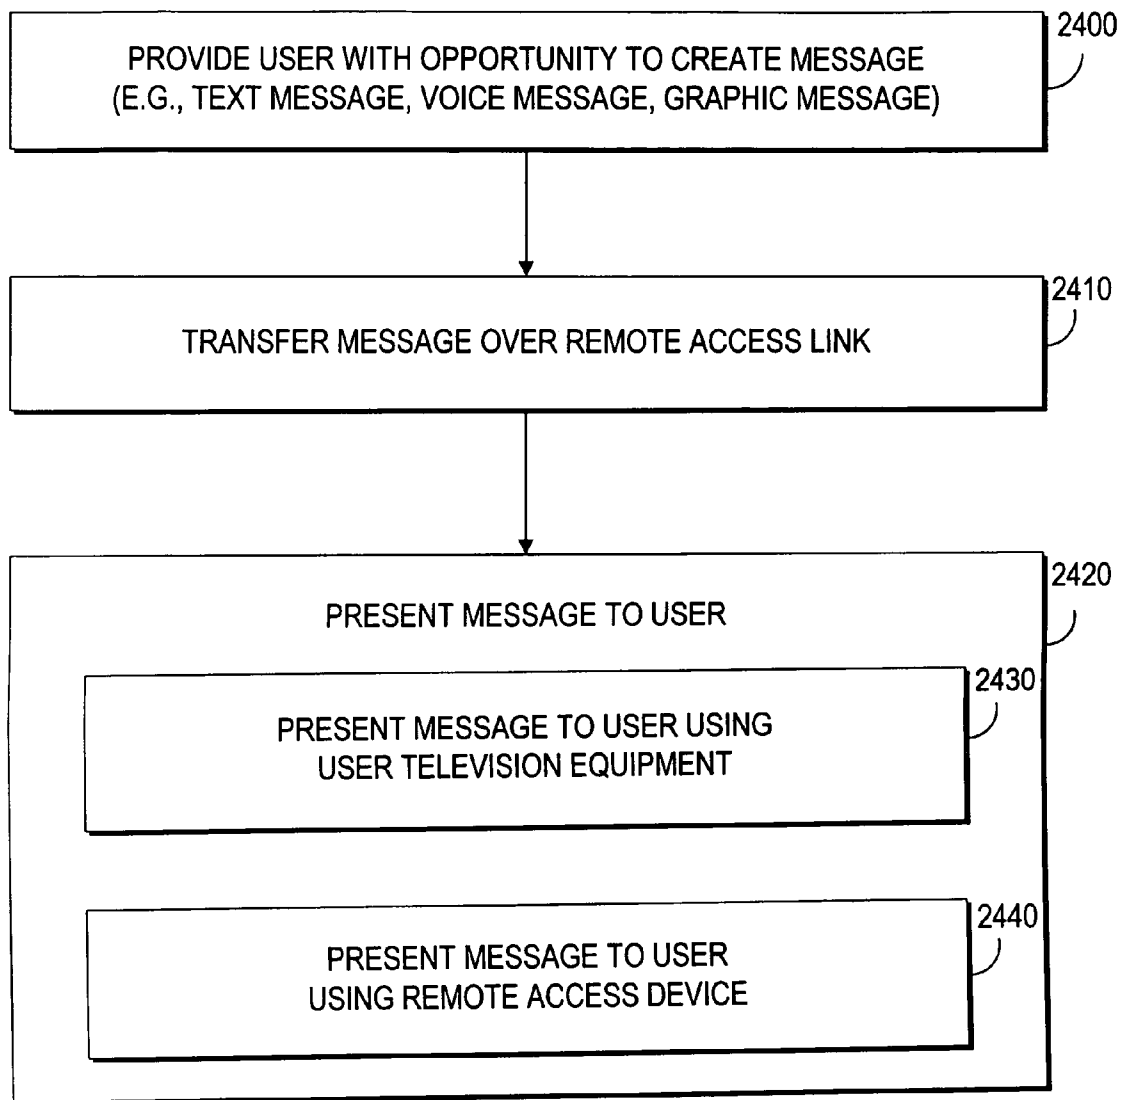 2400
PROVIDE USER WITH OPPORTUNITY TO CREATE MESSAGE
(E.G., TEXT MESSAGE, VOICE MESSAGE, GRAPHIC MESSAGE)
2410
TRANSFER MESSAGE OVER REMOTE ACCESS LINK
2420
PRESENT MESSAGE TO USER
2430
PRESENT MESSAGE TO USER USING
USER TELEVISION EQUIPMENT
2440
PRESENT MESSAGE TO USER
USING REMOTE ACCESS DEVICE